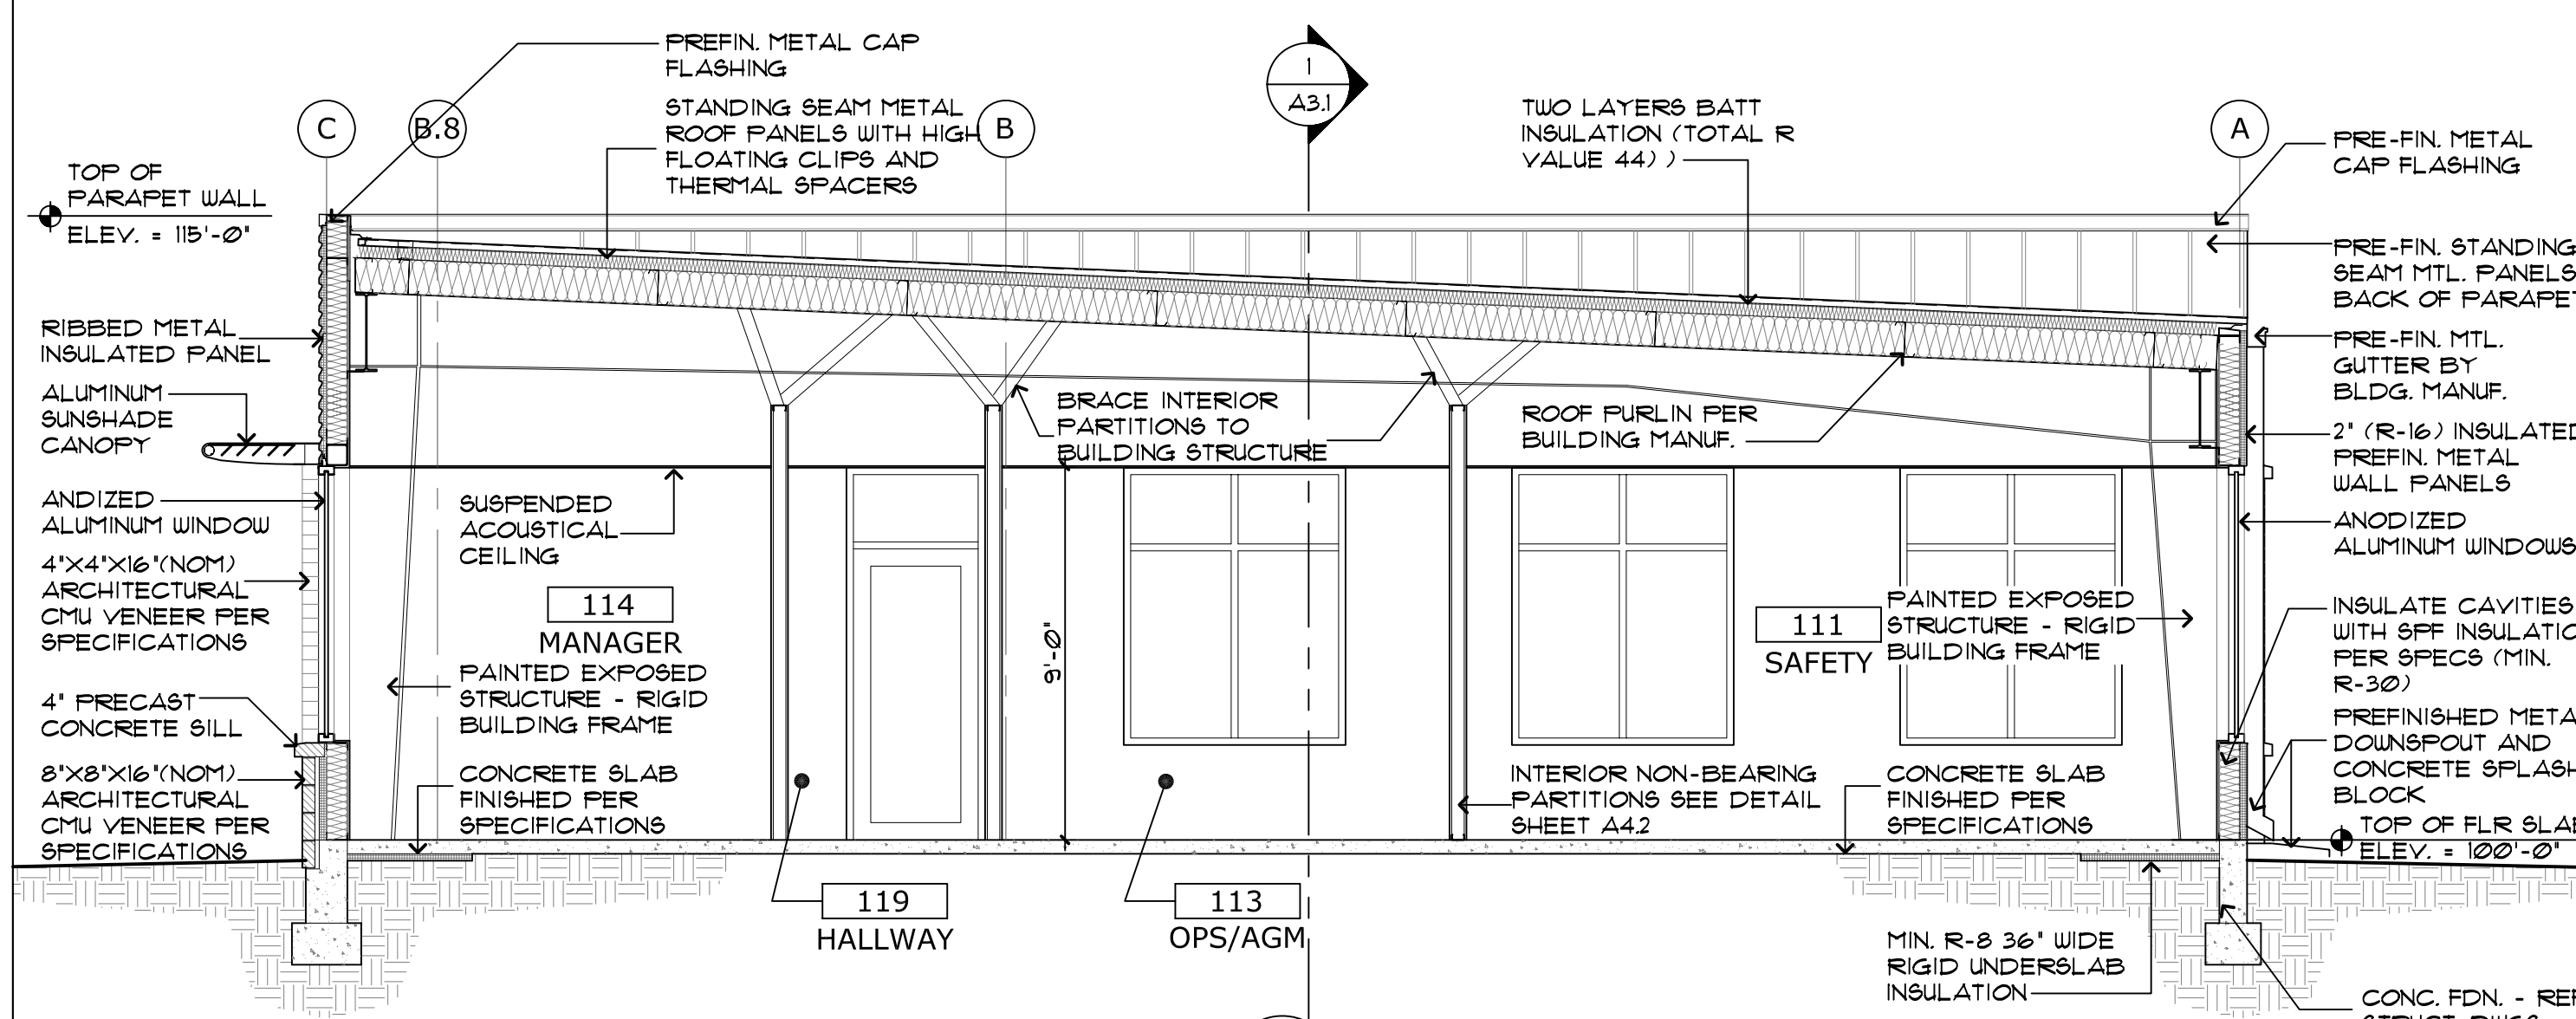 PREFIN. METAL CAP
FLASHING
STANDING SEAM METAL
ROOF PANELS WITH HIGH
FLOATING CLIPS AND
THERMAL SPACERS
1
A3.1
TWO LAYERS BATT
INSULATION (TOTAL R
VALUE 44) )
C
B.8
B
A
TOP OF
PARAPET WALL
ELEV. = 115'-0"
RIBBED METAL
INSULATED PANEL
ALUMINUM
SUNSHADE
CANOPY
ANDIZED
ALUMINUM WINDOW
4"X4"X16"(NOM)
ARCHITECTURAL
CMU VENEER PER
SPECIFICATIONS
4" PRECAST
CONCRETE SILL
8"X8"X16"(NOM)
ARCHITECTURAL
CMU VENEER PER
SPECIFICATIONS
SUSPENDED
ACOUSTICAL
CEILING
114
MANAGER
PAINTED EXPOSED
STRUCTURE - RIGID
BUILDING FRAME
CONCRETE SLAB
FINISHED PER
SPECIFICATIONS
BRACE INTERIOR
PARTITIONS TO
BUILDING STRUCTURE
9'-0"
119
HALLWAY
113
OPS/AGM
ROOF PURLIN PER
BUILDING MANUF.
111
SAFETY
PAINTED EXPOSED
STRUCTURE - RIGID
BUILDING FRAME
INTERIOR NON-BEARING
PARTITIONS SEE DETAIL
SHEET A4.2
CONCRETE SLAB
FINISHED PER
SPECIFICATIONS
MIN. R-8 36" WIDE
RIGID UNDERSLAB
INSULATION
PRE-FIN. METAL
CAP FLASHING
PRE-FIN. STANDING
SEAM MTL. PANELS
BACK OF PARAPET
PRE-FIN. MTL.
GUTTER BY
BLDG. MANUF.
2" (R-16) INSULATED
PREFIN. METAL
WALL PANELS
ANODIZED
ALUMINUM WINDOWS
INSULATE CAVITIES
WITH SPF INSULATIO
PER SPECS (MIN.
R-30)
PREFINISHED META
DOWNSPOUT AND
CONCRETE SPLASH
BLOCK
TOP OF FLR SLAB
ELEV. = 100'-0"
CONC. FDN. - REF